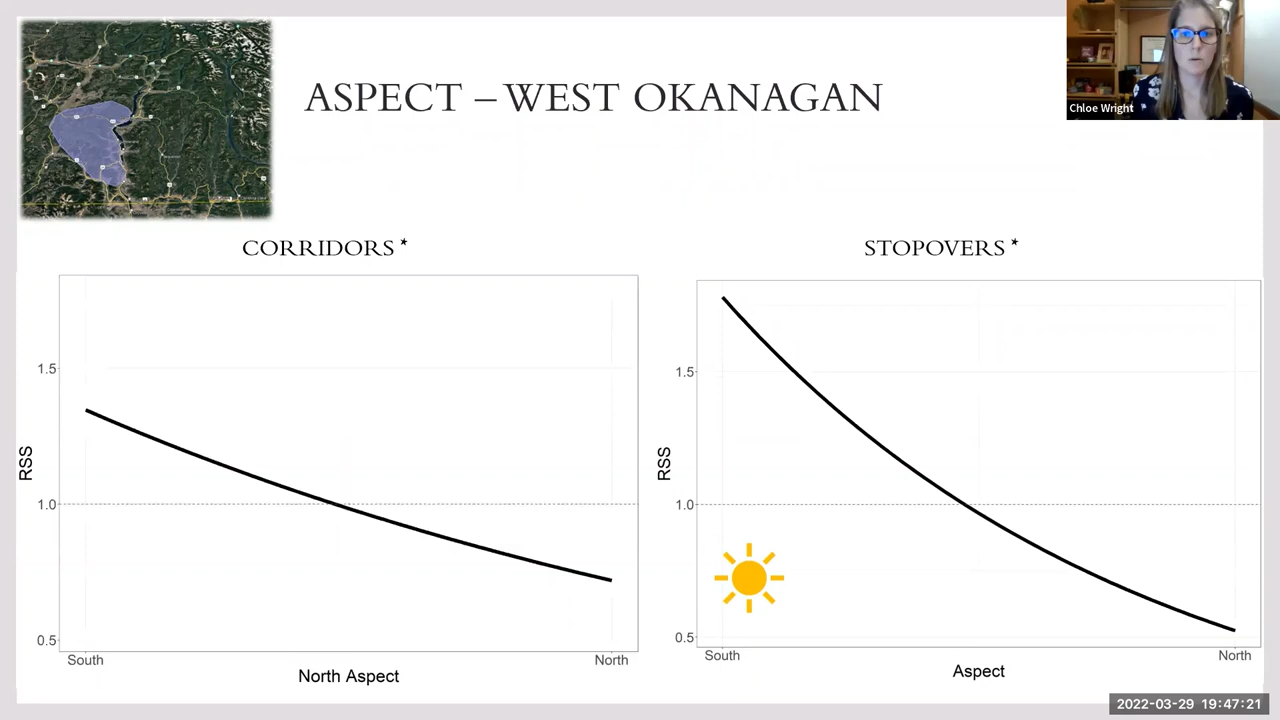 ASPECT – WEST OKANAGAN
Chloe Wright
CORRIDORS *
STOPOVERS *
1.5
1.0
0.5
RSS
South
North
North Aspect
1.5
1.0
0.5
RSS
South
North
Aspect
2022-03-29 19:47:21